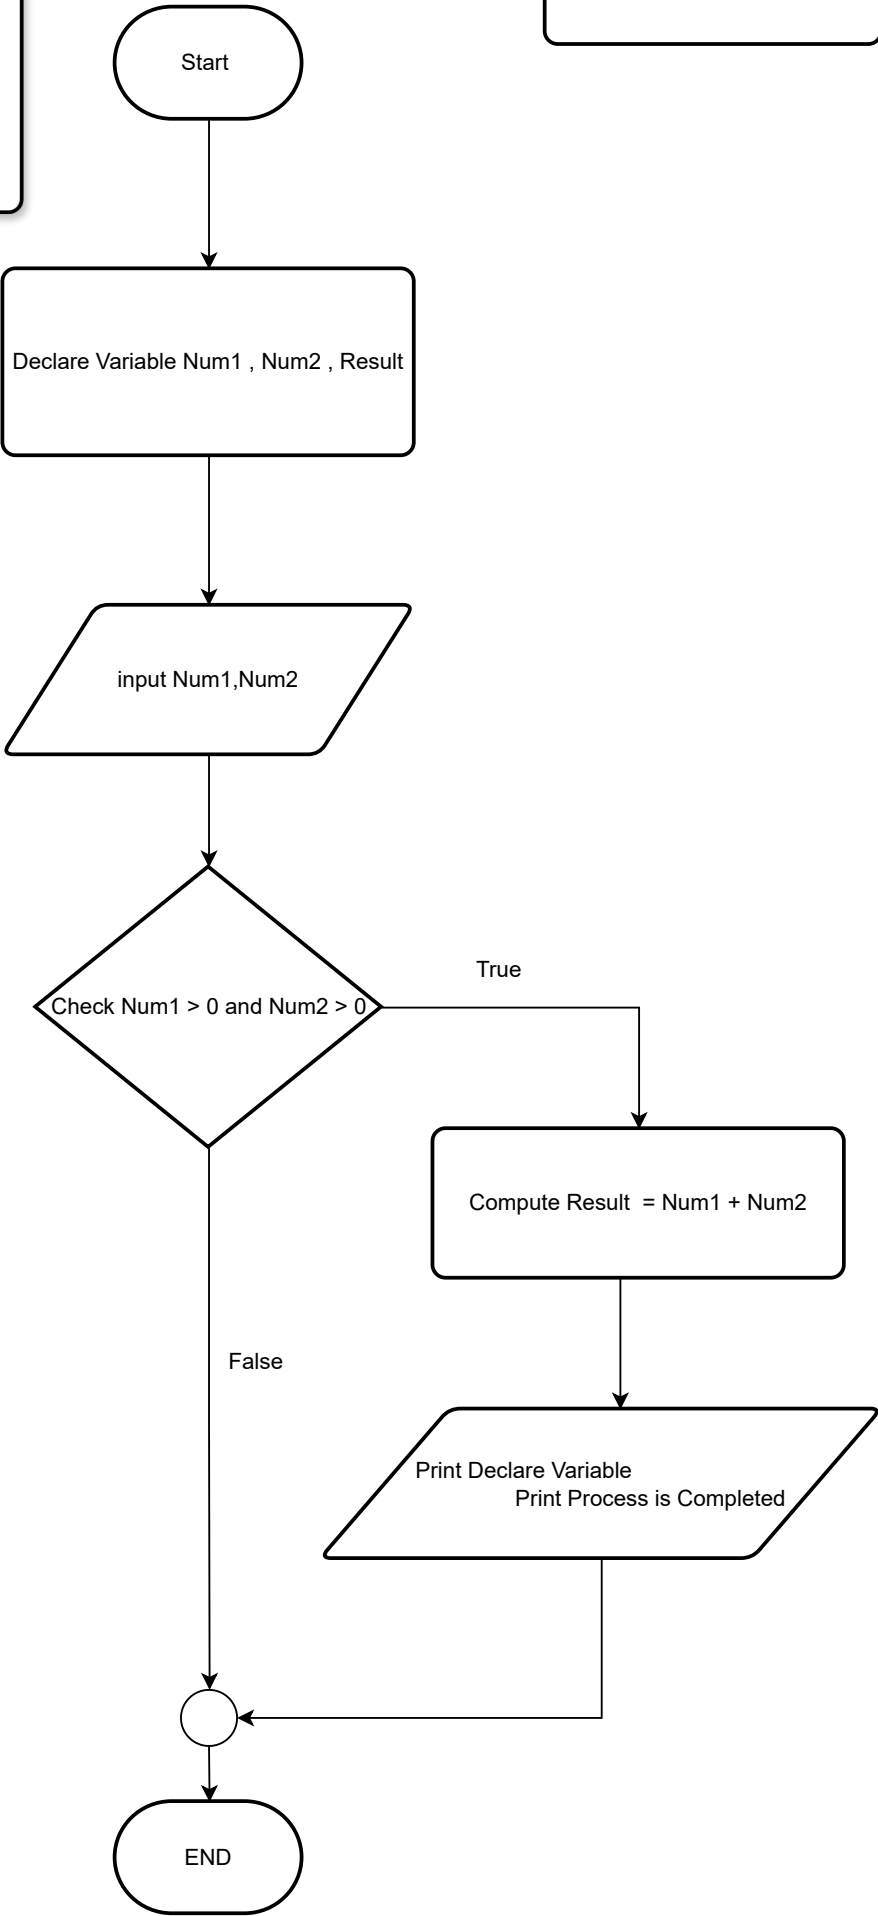 Start
Declare Variable Num1 , Num2 , Result
input Num1,Num2
Check Num1 > 0 and Num2 > 0
True
Compute Result  = Num1 + Num2
False
Print Declare Variable
Print Process is Completed
END